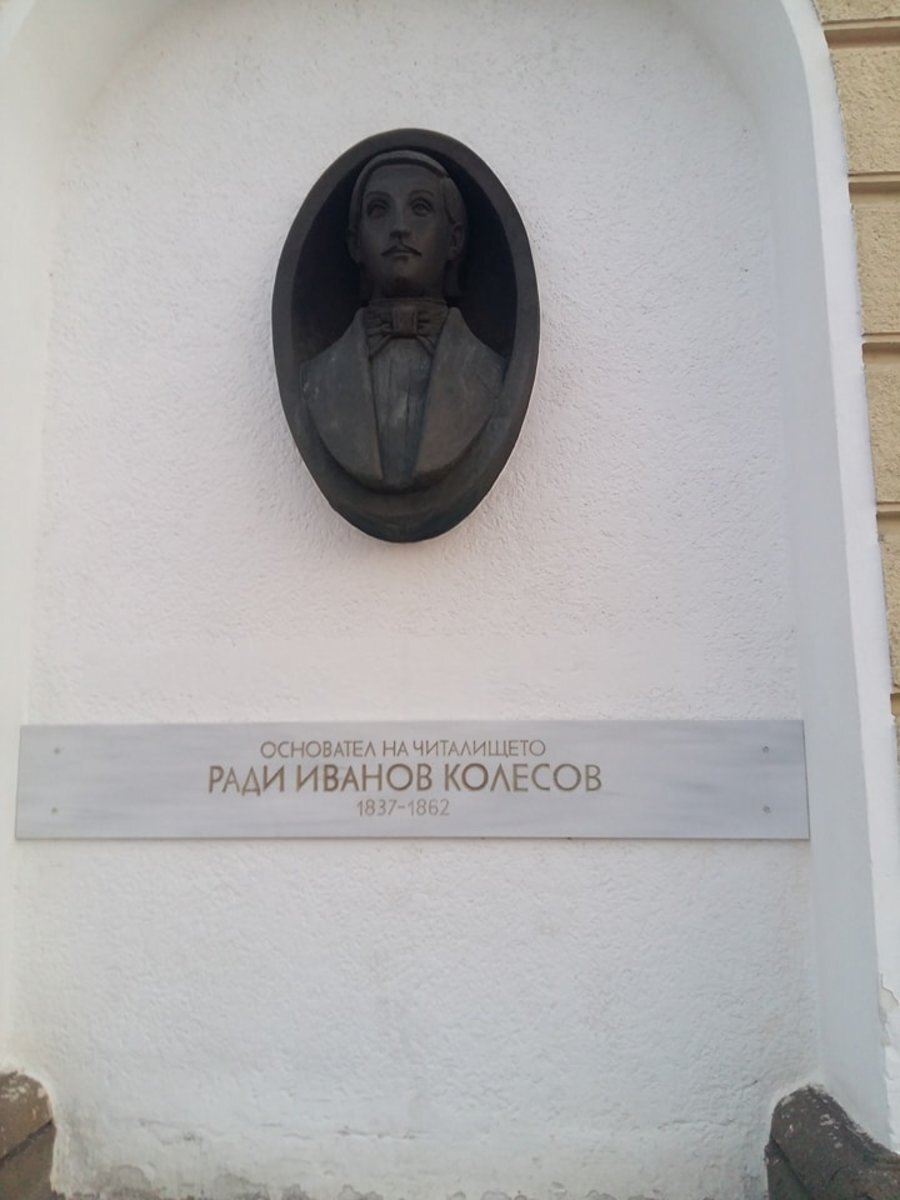 ОСНОВАТЕЛ НА ЧИТАЛИЩЕТО
РАДИ ИВАНОВ КОЛЕСОВ
1837-1862